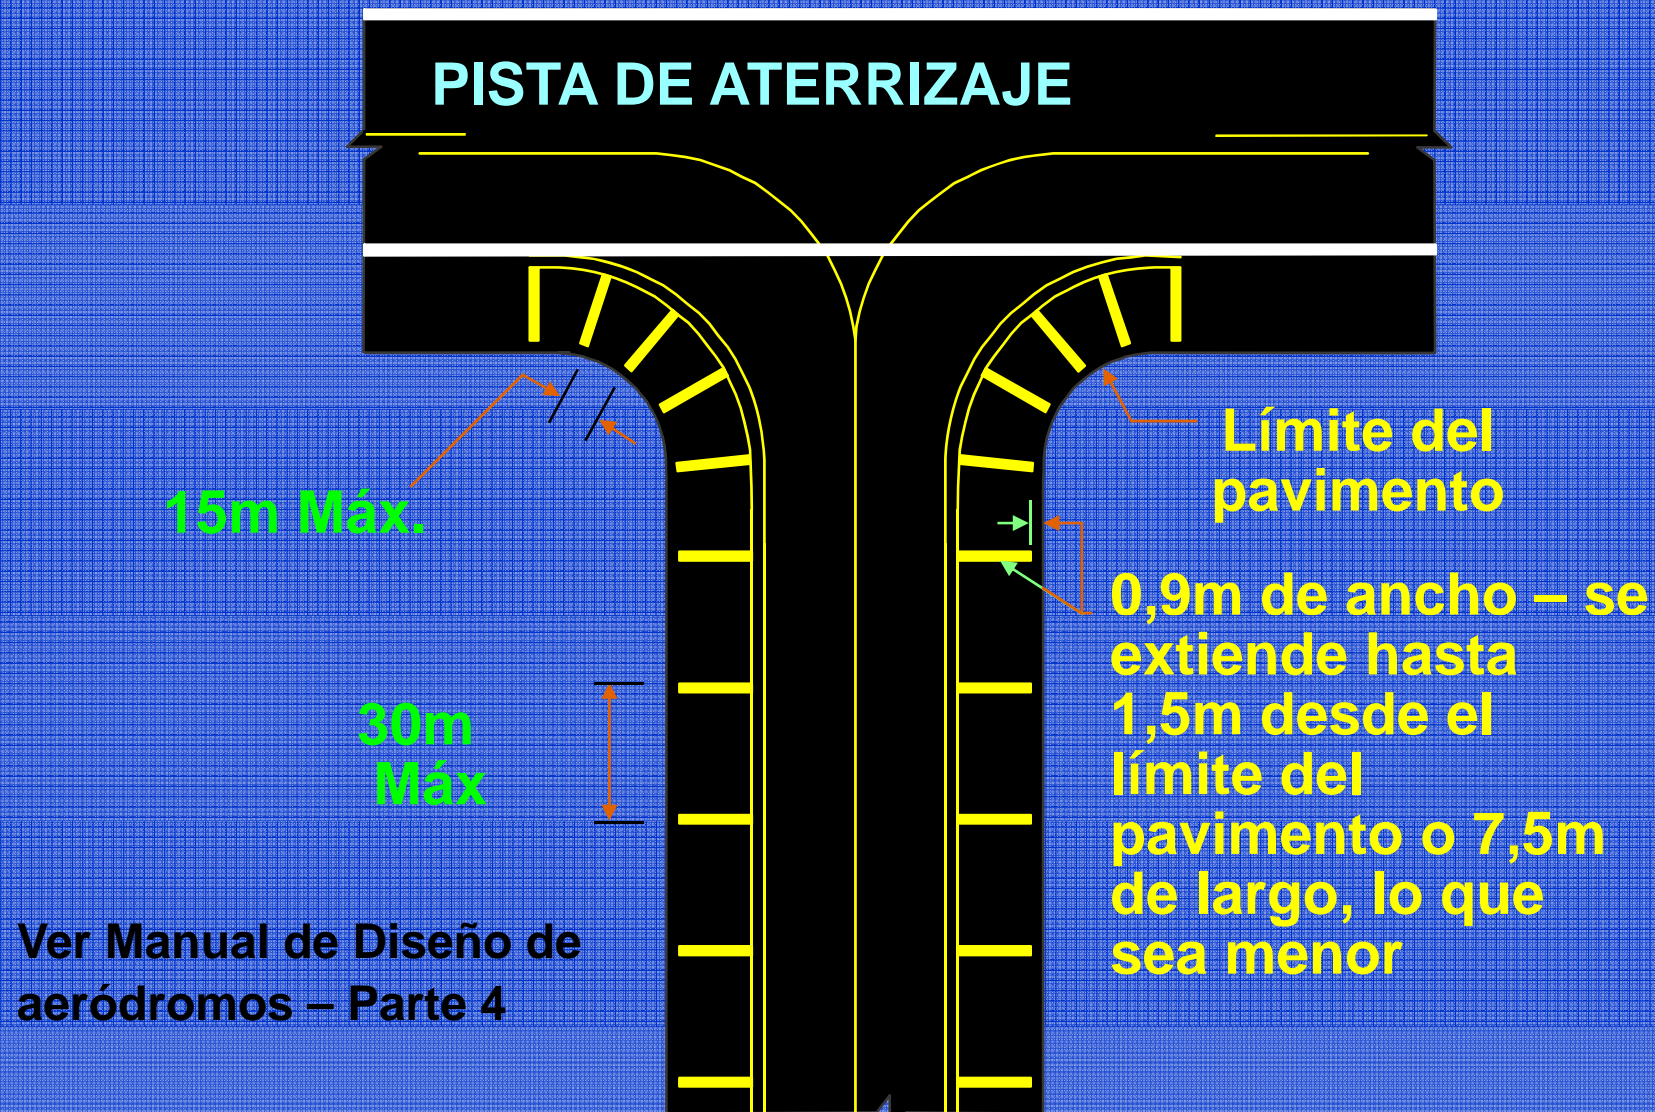 PISTA DE ATERRIZAJE
15m Máx.
Límite del
pavimento
0,9m de ancho – se
extiende hasta
1,5m desde el
límite del
pavimento o 7,5m
de largo, lo que
sea menor
30m
Máx
Ver Manual de Diseño de
aeródromos – Parte 4